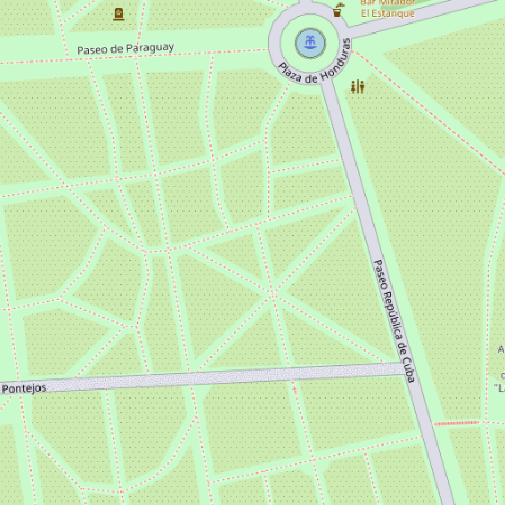 Bar Mirador
El Estanque
Paseo de Paraguay
Plaza de Honduras
Paseo República de Cuba
Pontejos
A
"L